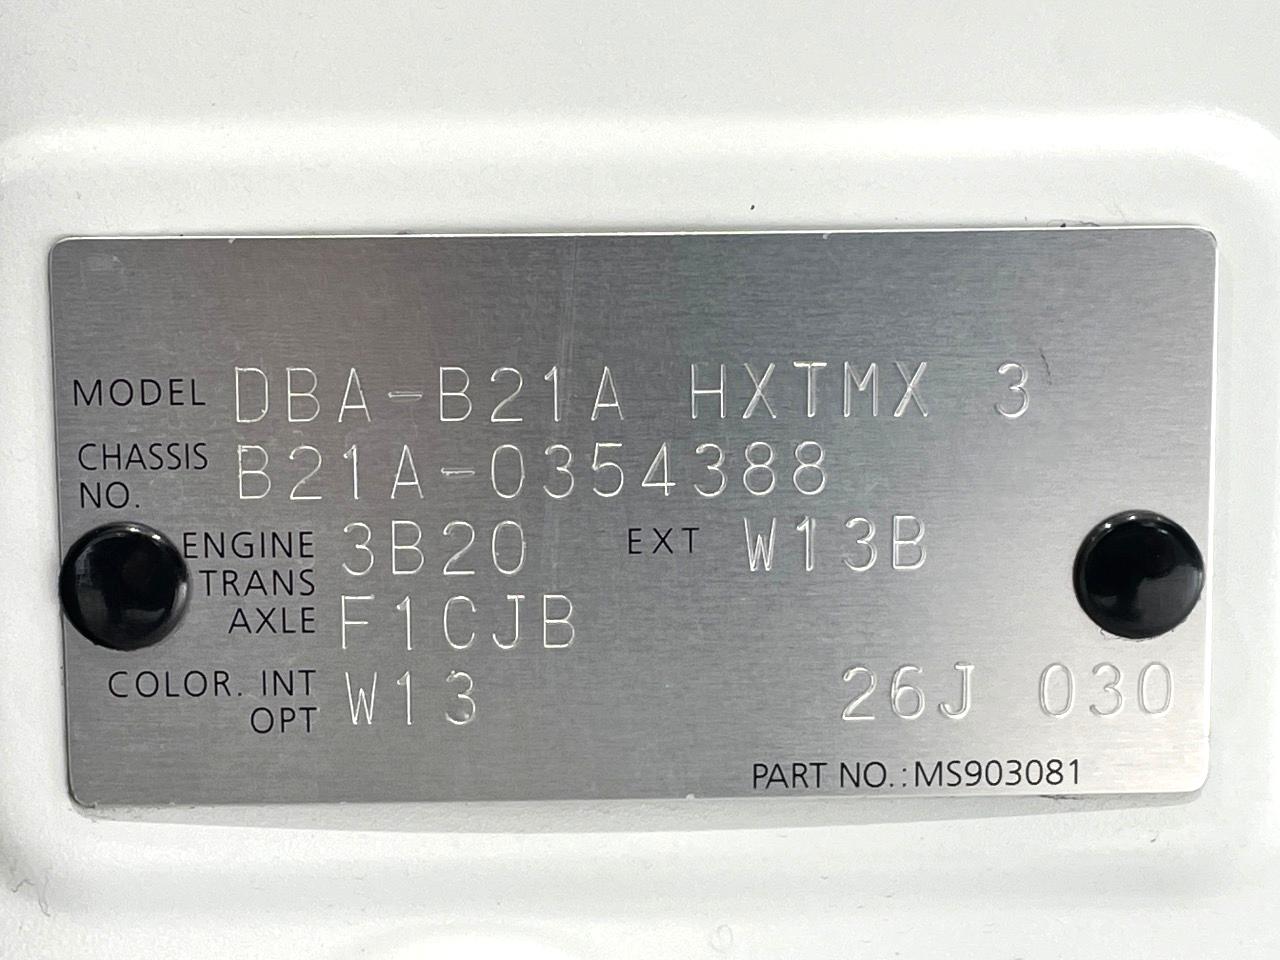 MODEL DBA-B21A HXTMX 3
CHASSIS NO. B21A-0354388
ENGINE 3B20 EXT W13B
TRANS AXLE F1CJB
COLOR. INT OPT W13 26J 030
PART NO.: MS903081